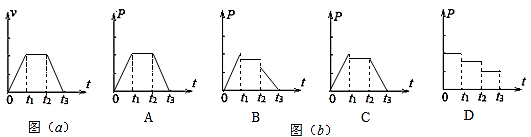 v P P P P
0 t₁ t₂ t₃ t 0 t₁ t₂ t₃ t 0 t₁ t₂ t₃ t 0 t₁ t₂ t₃ t 0 t₁ t₂ t₃ t
A B C D
图(a) 图(b)